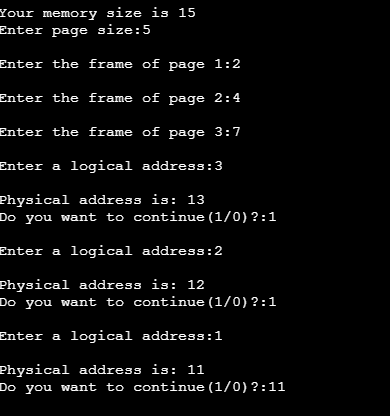 Your memory size is 15
Enter page size:5
Enter the frame of page 1:2
Enter the frame of page 2:4
Enter the frame of page 3:7
Enter a logical address:3
Physical address is: 13
Do you want to continue(1/0)?:1
Enter a logical address:2
Physical address is: 12
Do you want to continue(1/0)?:1
Enter a logical address:1
Physical address is: 11
Do you want to continue(1/0)?:11